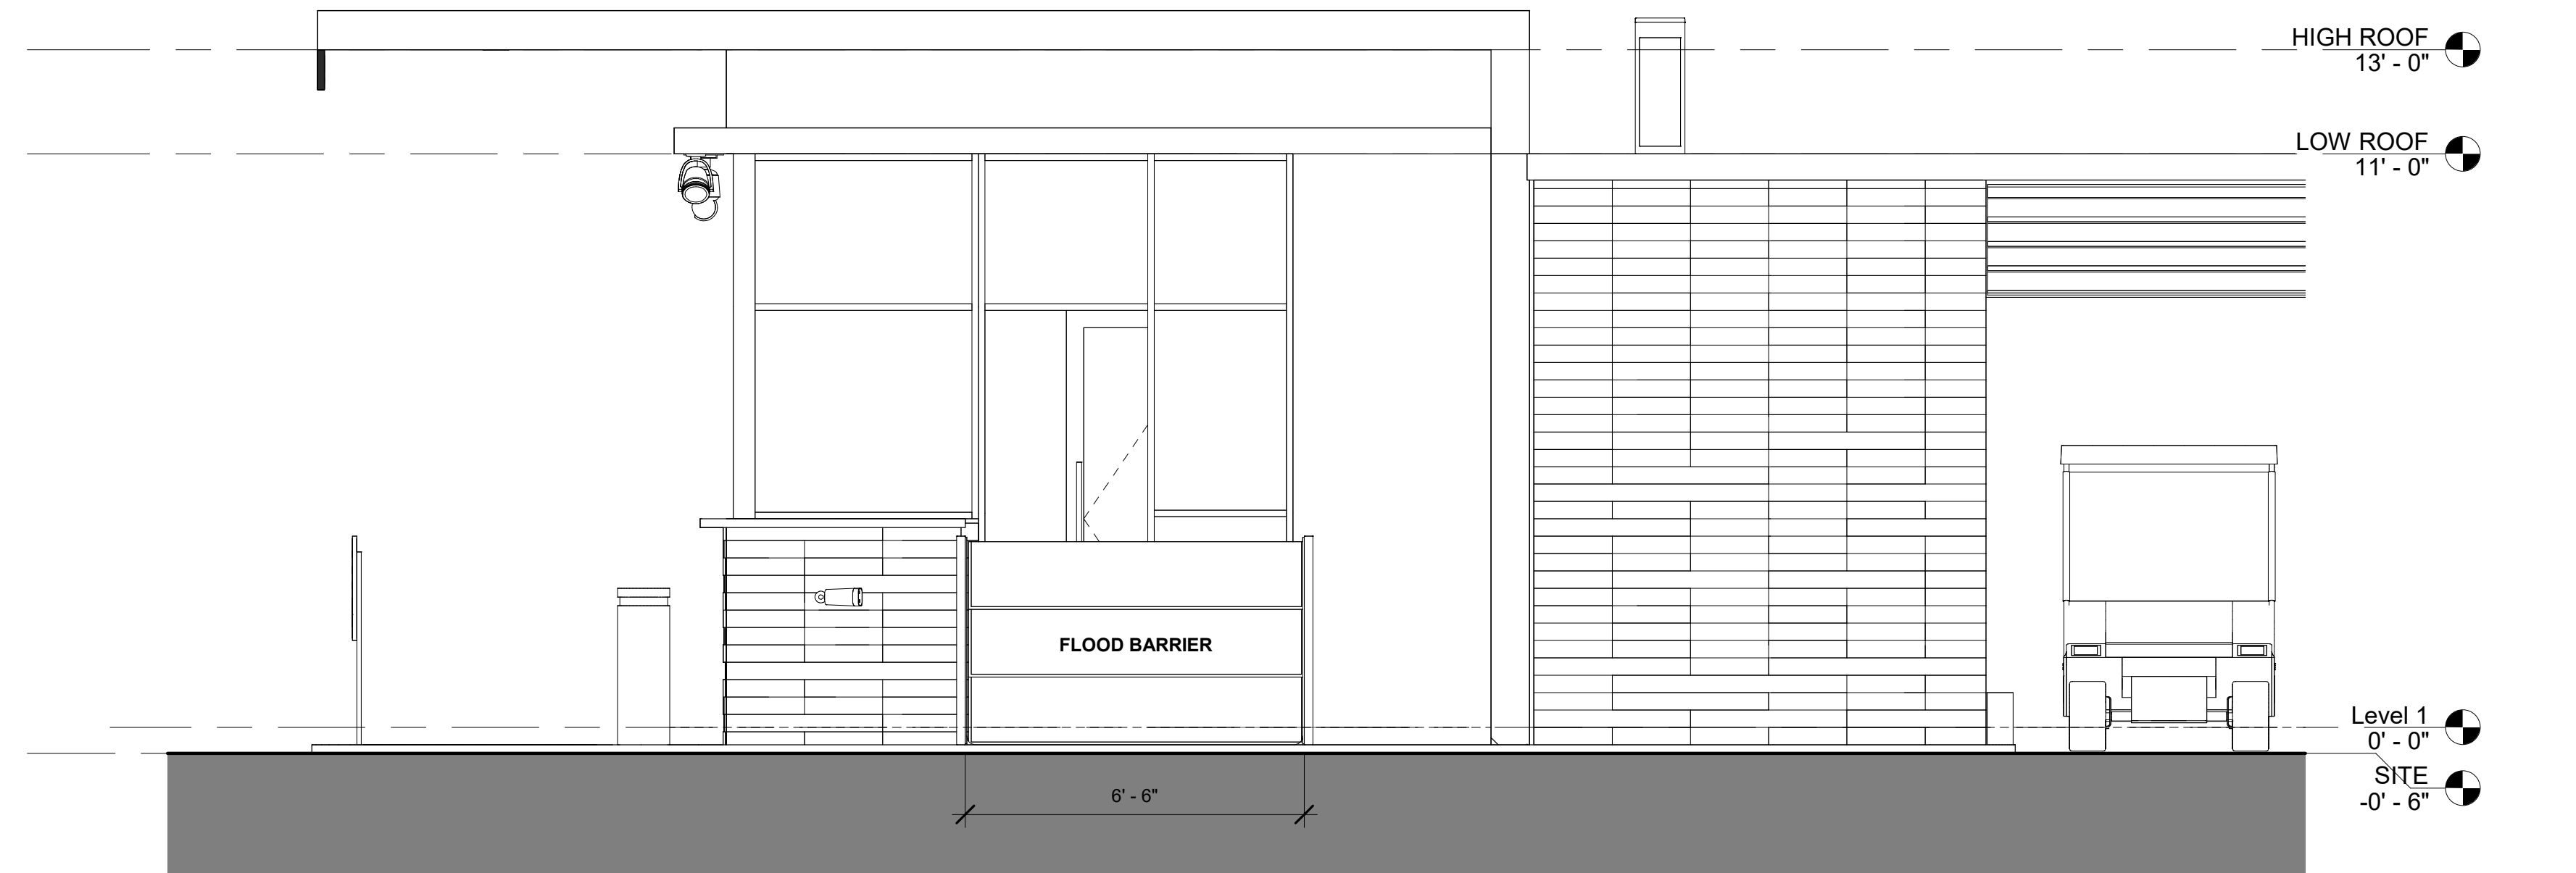 HIGH ROOF
13' - 0"
LOW ROOF
11' - 0"
FLOOD BARRIER
Level 1
0' - 0"
SITE
-0' - 6"
6' - 6"